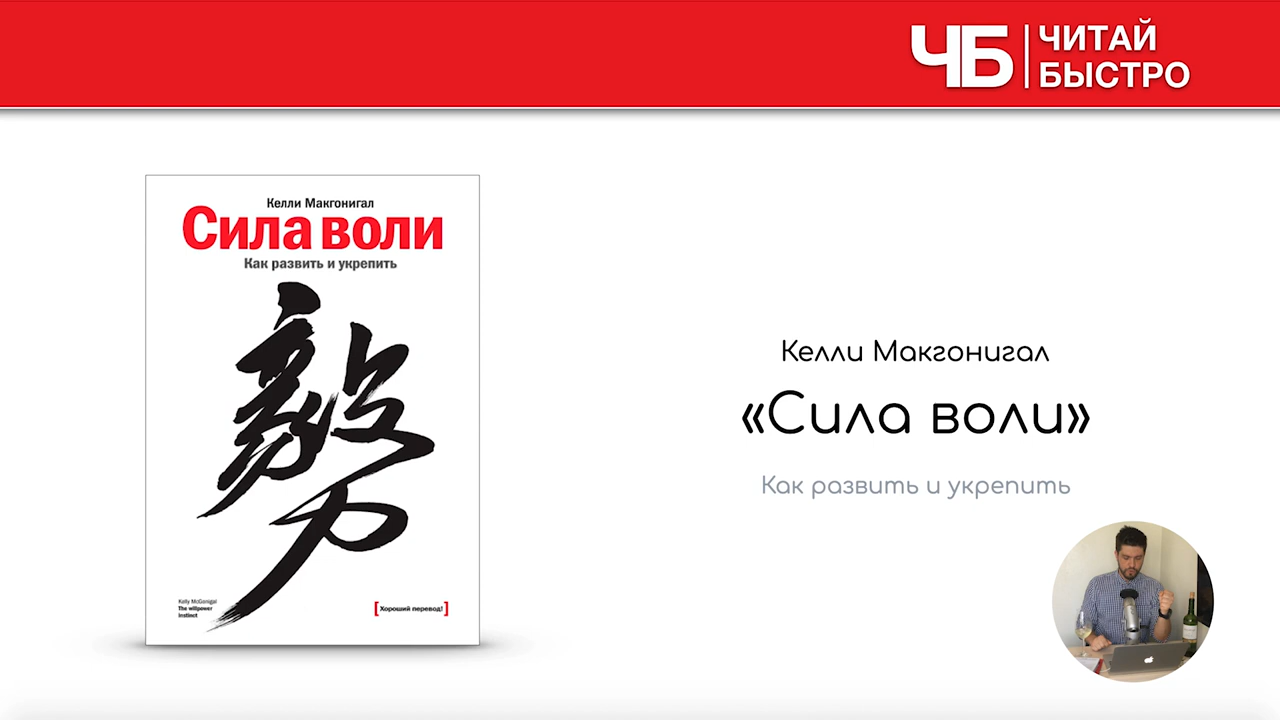 ЧБ
ЧИТАЙ
БЫСТРО
Келли Макгонигал
Сила воли
Как развить и укрепить
Kelly McGonigal
The willpower
instinct
[Хороший перевод!]
Келли Макгонигал
«Сила воли»
Как развить и укрепить